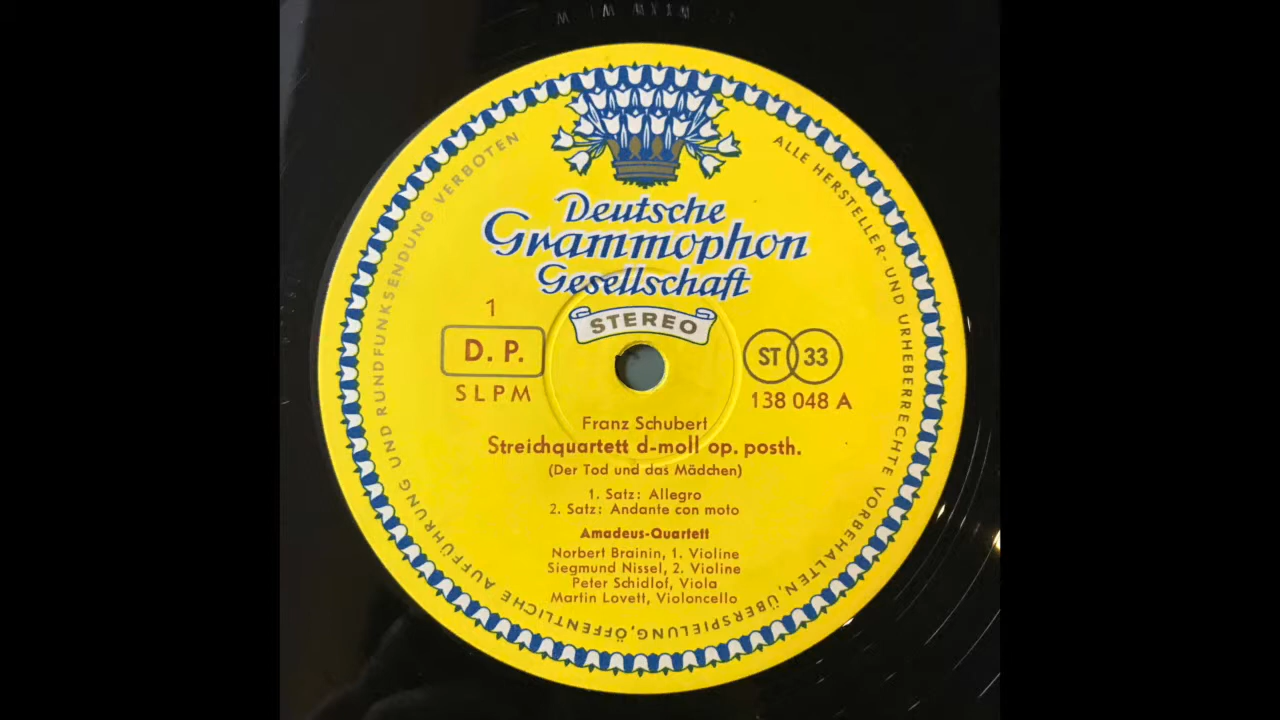 Deutsche
Grammophon
Gesellschaft
STEREO
1
D. P.
SLPM
ST 33
138 048 A
Franz Schubert
Streichquartett d-moll op. posth.
(Der Tod und das Mädchen)
1. Satz: Allegro
2. Satz: Andante con moto
Amadeus-Quartett
Norbert Brainin, 1. Violine
Siegmund Nissel, 2. Violine
Peter Schidlof, Viola
Martin Lovett, Violoncello
ALLE HERSTELLER- UND URHEBERRECHTE VORBEHALTEN, ÜBERSPIELUNG, ÖFFENTLICHE AUFFÜHRUNG UND RUNDFUNKSENDUNG VERBOTEN